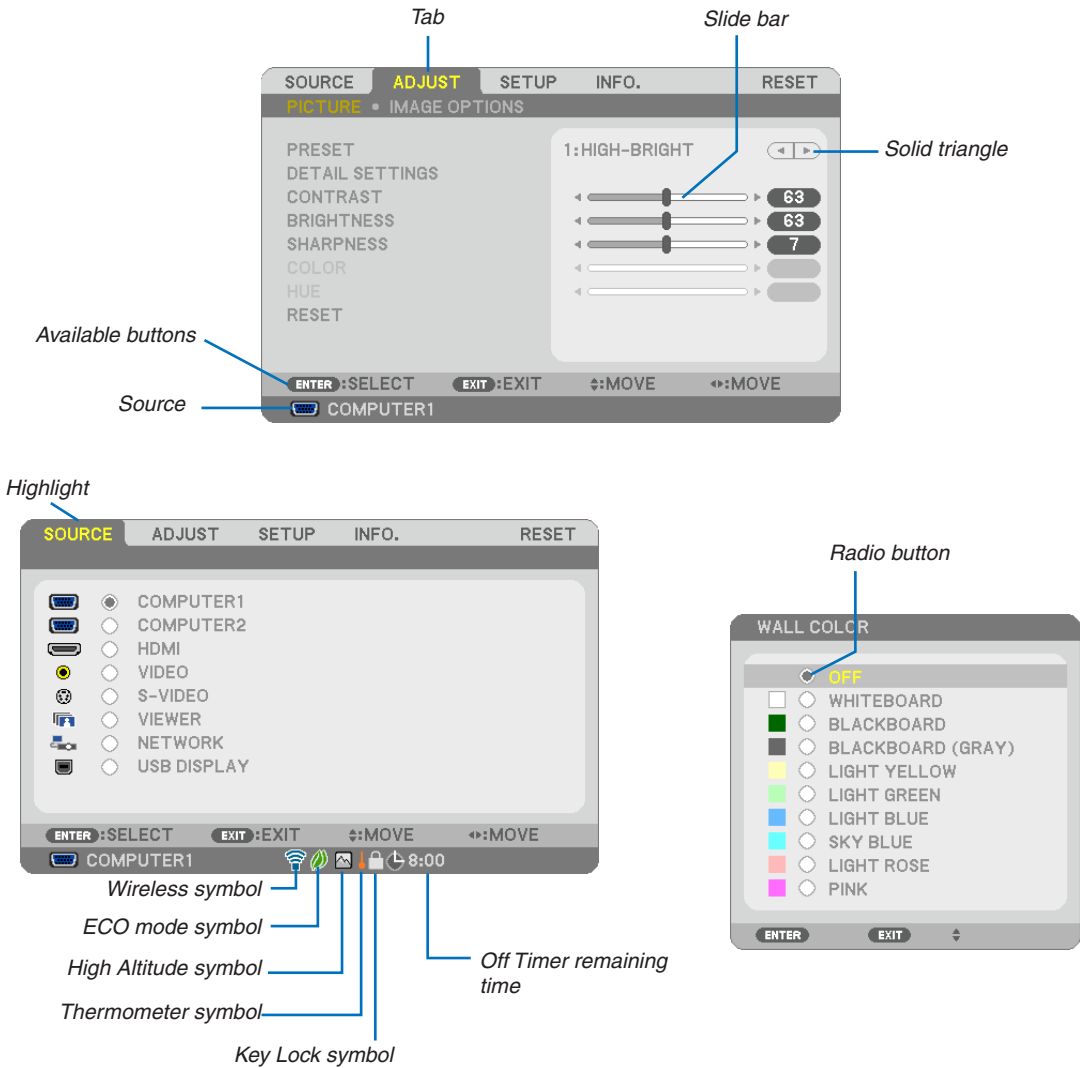 Tab
Slide bar
SOURCE ADJUST SETUP INFO. RESET
PICTURE • IMAGE OPTIONS
PRESET 1:HIGH-BRIGHT
Solid triangle
DETAIL SETTINGS
CONTRAST 63
BRIGHTNESS 63
SHARPNESS 7
COLOR
HUE
RESET
Available buttons
ENTER:SELECT EXIT:EXIT :MOVE :MOVE
Source
COMPUTER1
Highlight
SOURCE ADJUST SETUP INFO. RESET
COMPUTER1
COMPUTER2
HDMI
VIDEO
S-VIDEO
VIEWER
NETWORK
USB DISPLAY
ENTER:SELECT EXIT:EXIT :MOVE :MOVE
COMPUTER1 8:00
Wireless symbol
ECO mode symbol
High Altitude symbol
Thermometer symbol
Key Lock symbol
Off Timer remaining
time
Radio button
WALL COLOR
OFF
WHITEBOARD
BLACKBOARD
BLACKBOARD (GRAY)
LIGHT YELLOW
LIGHT GREEN
LIGHT BLUE
SKY BLUE
LIGHT ROSE
PINK
ENTER EXIT